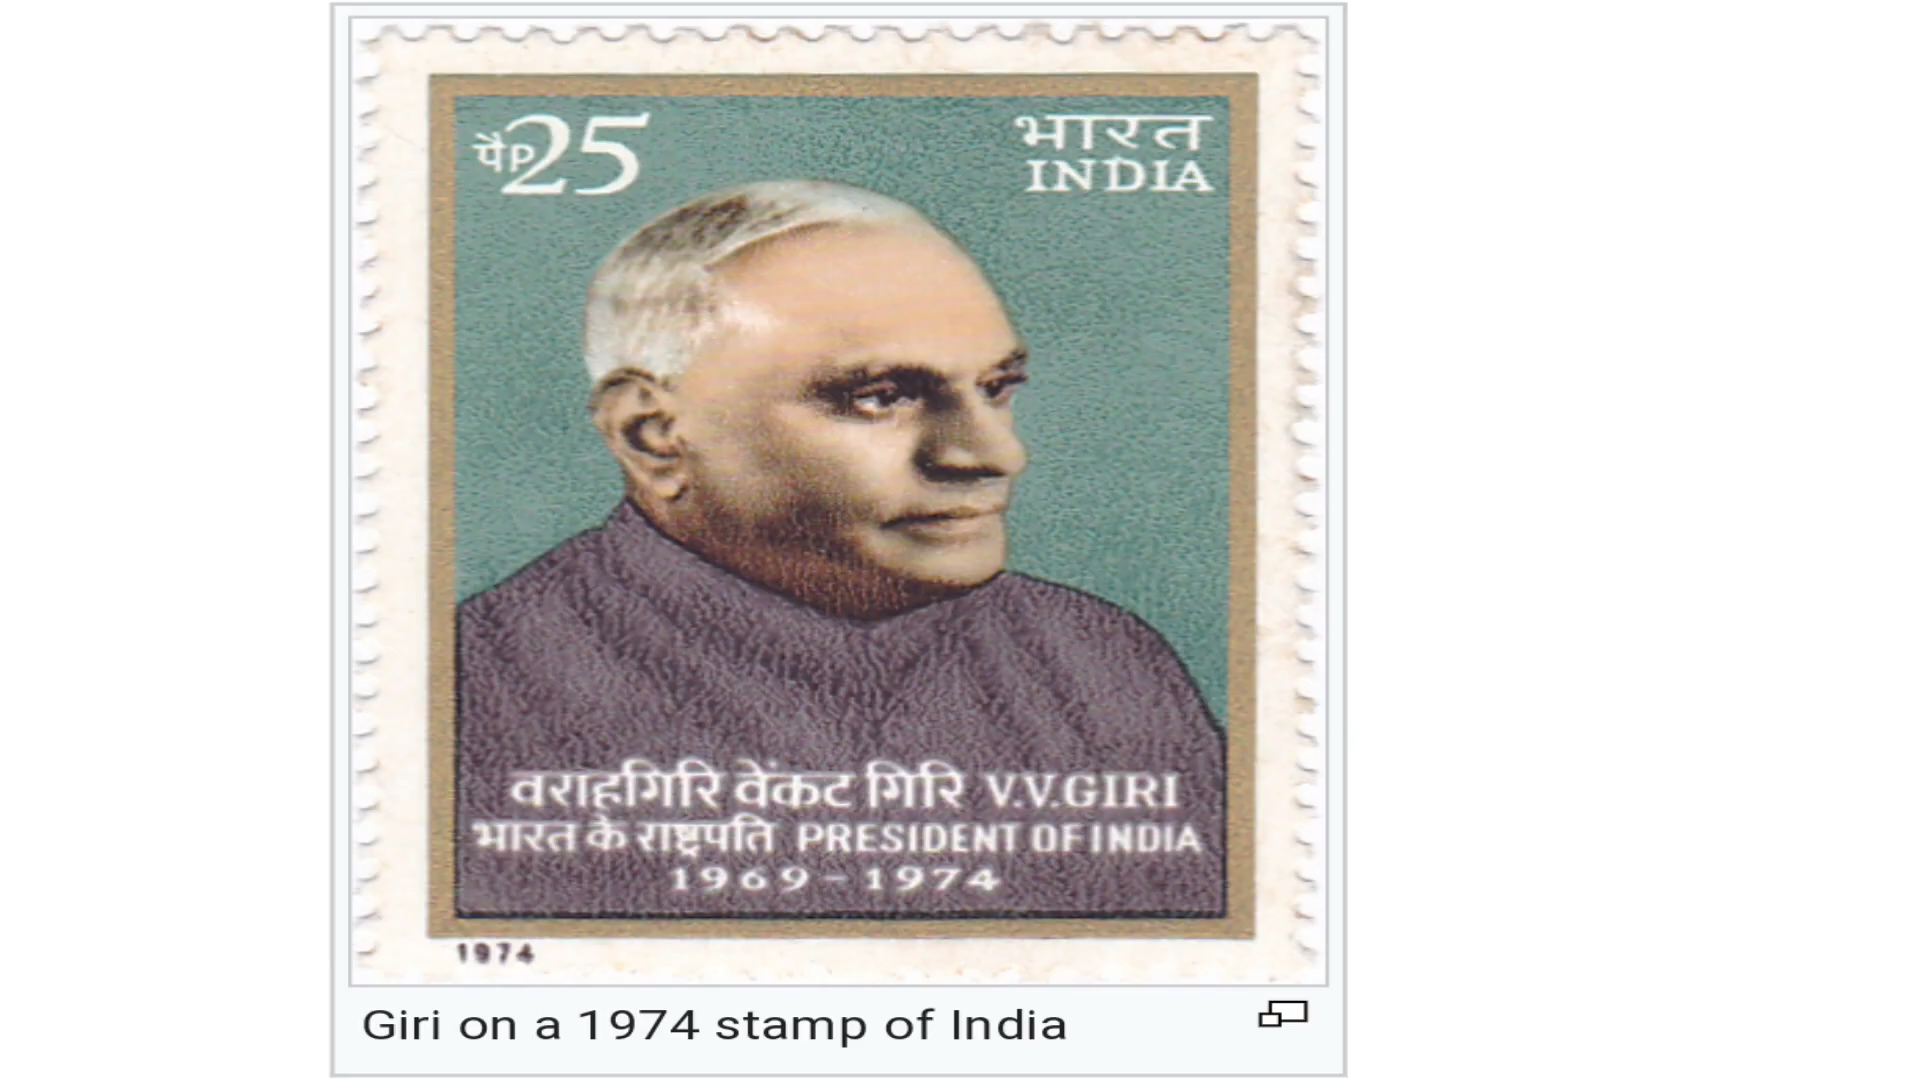 पैP25
भारत
INDIA
वराहगिरि वेंकट गिरि V.V.GIRI
भारत के राष्ट्रपति PRESIDENT OF INDIA
1969-1974
1974
Giri on a 1974 stamp of India